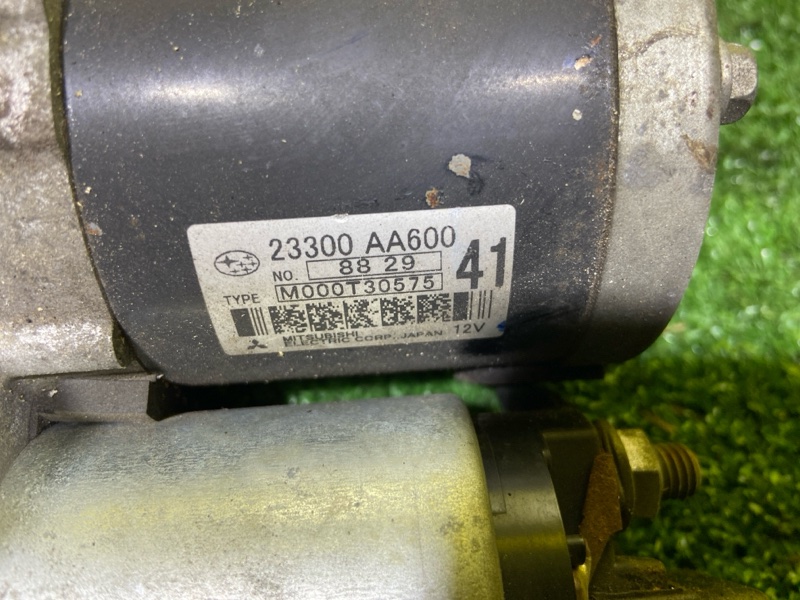 23300 AA600
NO. 88 29
41
TYPE M000T30575
MITSUBISHI
ELECTRIC CORP. JAPAN 12V